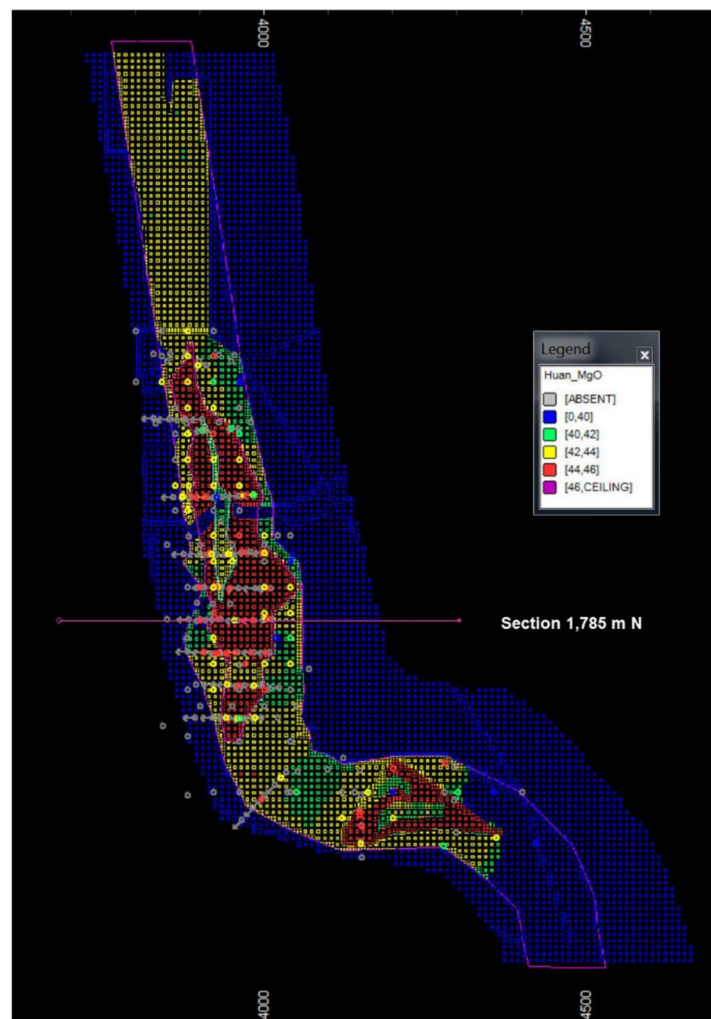 4000
4500
Legend
x
Huan_MgO
[ABSENT]
[0,40]
[40,42]
[42,44]
[44,46]
[46,CEILING]
Section 1,785 m N
4000
4500